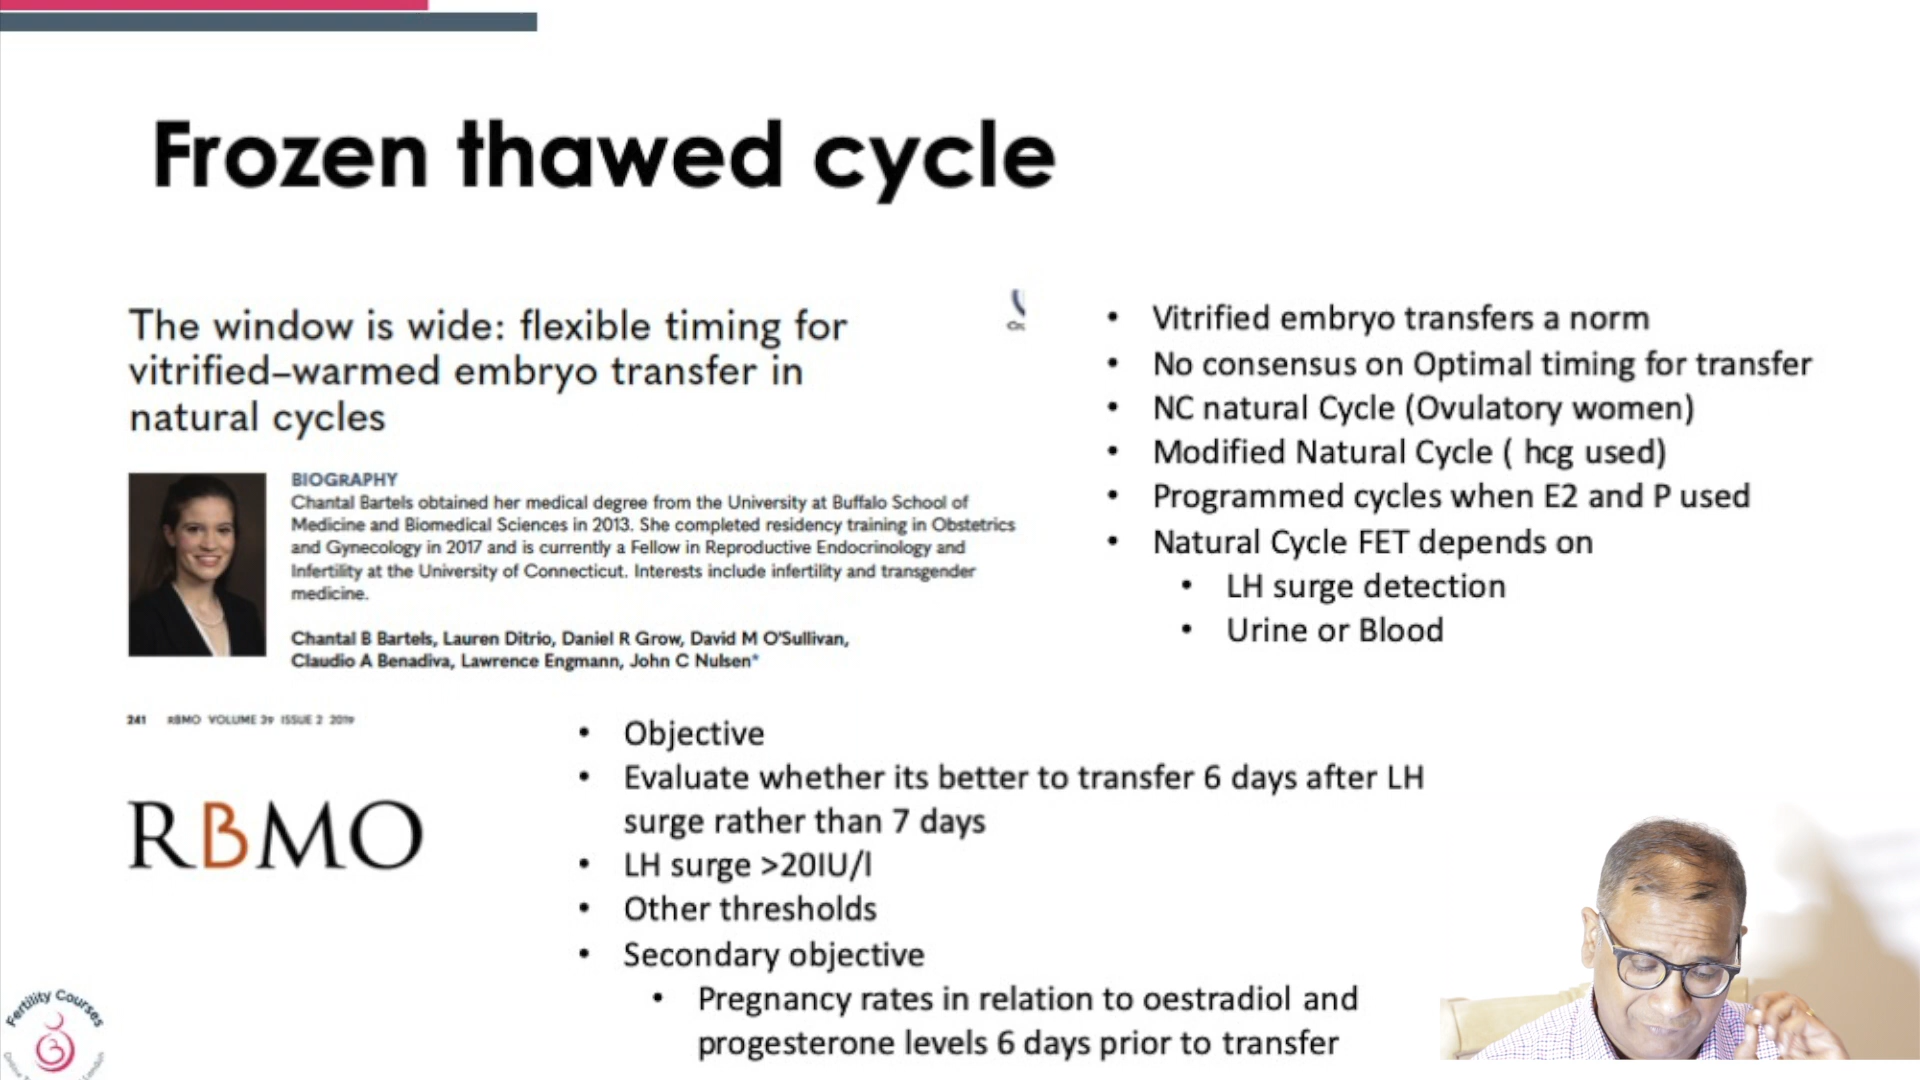 Frozen thawed cycle
The window is wide: flexible timing for
vitrified–warmed embryo transfer in
natural cycles
BIOGRAPHY
Chantal Bartels obtained her medical degree from the University at Buffalo School of
Medicine and Biomedical Sciences in 2013. She completed residency training in Obstetrics
and Gynecology in 2017 and is currently a Fellow in Reproductive Endocrinology and
Infertility at the University of Connecticut. Interests include infertility and transgender
medicine.
Chantal B Bartels, Lauren Ditrio, Daniel R Grow, David M O'Sullivan,
Claudio A Benadiva, Lawrence Engmann, John C Nulsen*
241 RBMO VOLUME 39 ISSUE 2 2019
RBMO
• Vitrified embryo transfers a norm
• No consensus on Optimal timing for transfer
• NC natural Cycle (Ovulatory women)
• Modified Natural Cycle ( hcg used)
• Programmed cycles when E2 and P used
• Natural Cycle FET depends on
• LH surge detection
• Urine or Blood
• Objective
• Evaluate whether its better to transfer 6 days after LH
surge rather than 7 days
• LH surge >20IU/l
• Other thresholds
• Secondary objective
• Pregnancy rates in relation to oestradiol and
progesterone levels 6 days prior to transfer
Fertility Courses